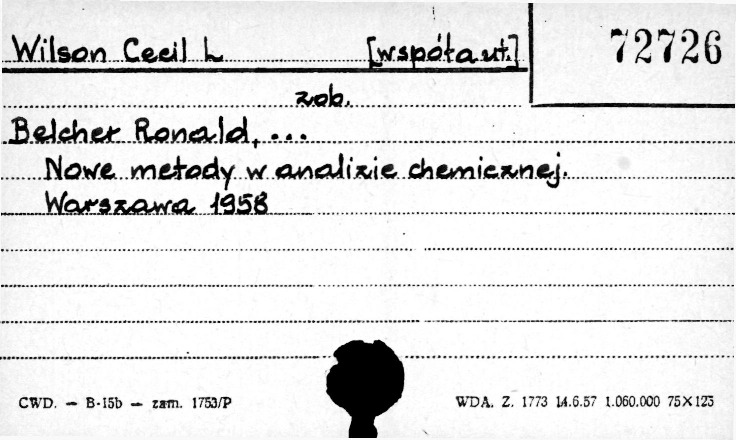 Wilson Cecil L [współaut.] 72726
zob.
Belcher Ronald, ...
Nowe metody w analizie chemicznej.
Warszawa 1958
CWD. — B-15b — zam. 1753/P WDA. Z. 1773 14.6.57 1.060.000 75×125